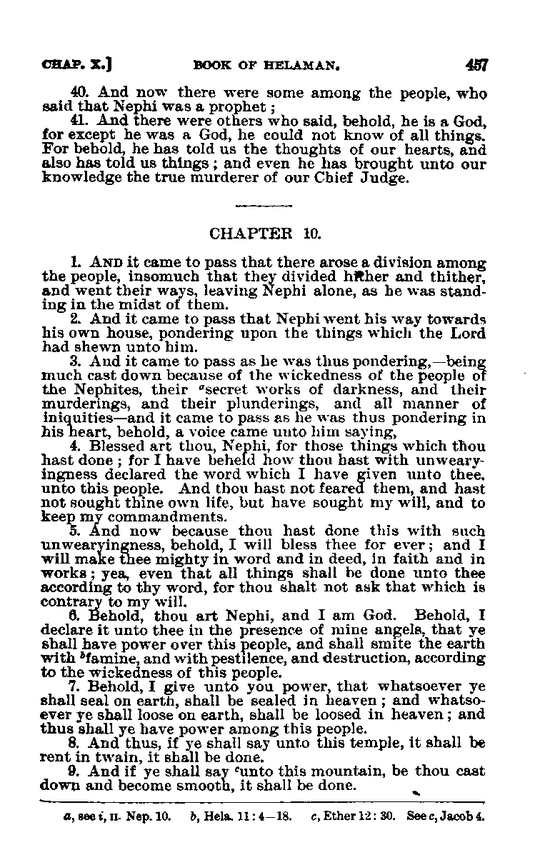 CHAP. X.] BOOK OF HELAMAN. 457
40. And now there were some among the people, who
said that Nephi was a prophet;
41. And there were others who said, behold, he is a God,
for except he was a God, he could not know of all things.
For behold, he has told us the thoughts of our hearts, and
also has told us things; and even he has brought unto our
knowledge the true murderer of our Chief Judge.
CHAPTER 10.
1. AND it came to pass that there arose a division among
the people, insomuch that they divided hither and thither,
and went their ways, leaving Nephi alone, as he was stand-
ing in the midst of them.
2. And it came to pass that Nephi went his way towards
his own house, pondering upon the things which the Lord
had shewn unto him.
3. And it came to pass as he was thus pondering,—being
much cast down because of the wickedness of the people of
the Nephites, their ᵃsecret works of darkness, and their
murderings, and their plunderings, and all manner of
iniquities—and it came to pass as he was thus pondering in
his heart, behold, a voice came unto him saying,
4. Blessed art thou, Nephi, for those things which thou
hast done; for I have beheld how thou hast with unweary-
ingness declared the word which I have given unto thee,
unto this people. And thou hast not feared them, and hast
not sought thine own life, but have sought my will, and to
keep my commandments.
5. And now because thou hast done this with such
unwearyingness, behold, I will bless thee for ever; and I
will make thee mighty in word and in deed, in faith and in
works; yea, even that all things shall be done unto thee
according to thy word, for thou shalt not ask that which is
contrary to my will.
6. Behold, thou art Nephi, and I am God. Behold, I
declare it unto thee in the presence of mine angels, that ye
shall have power over this people, and shall smite the earth
with ᵇfamine, and with pestilence, and destruction, according
to the wickedness of this people.
7. Behold, I give unto you power, that whatsoever ye
shall seal on earth, shall be sealed in heaven; and whatso-
ever ye shall loose on earth, shall be loosed in heaven; and
thus shall ye have power among this people.
8. And thus, if ye shall say unto this temple, it shall be
rent in twain, it shall be done.
9. And if ye shall say ᶜunto this mountain, be thou cast
down and become smooth, it shall be done.
a, see i, II. Nep. 10. b, Hela. 11: 4—18. c, Ether 12: 30. See c, Jacob 4.